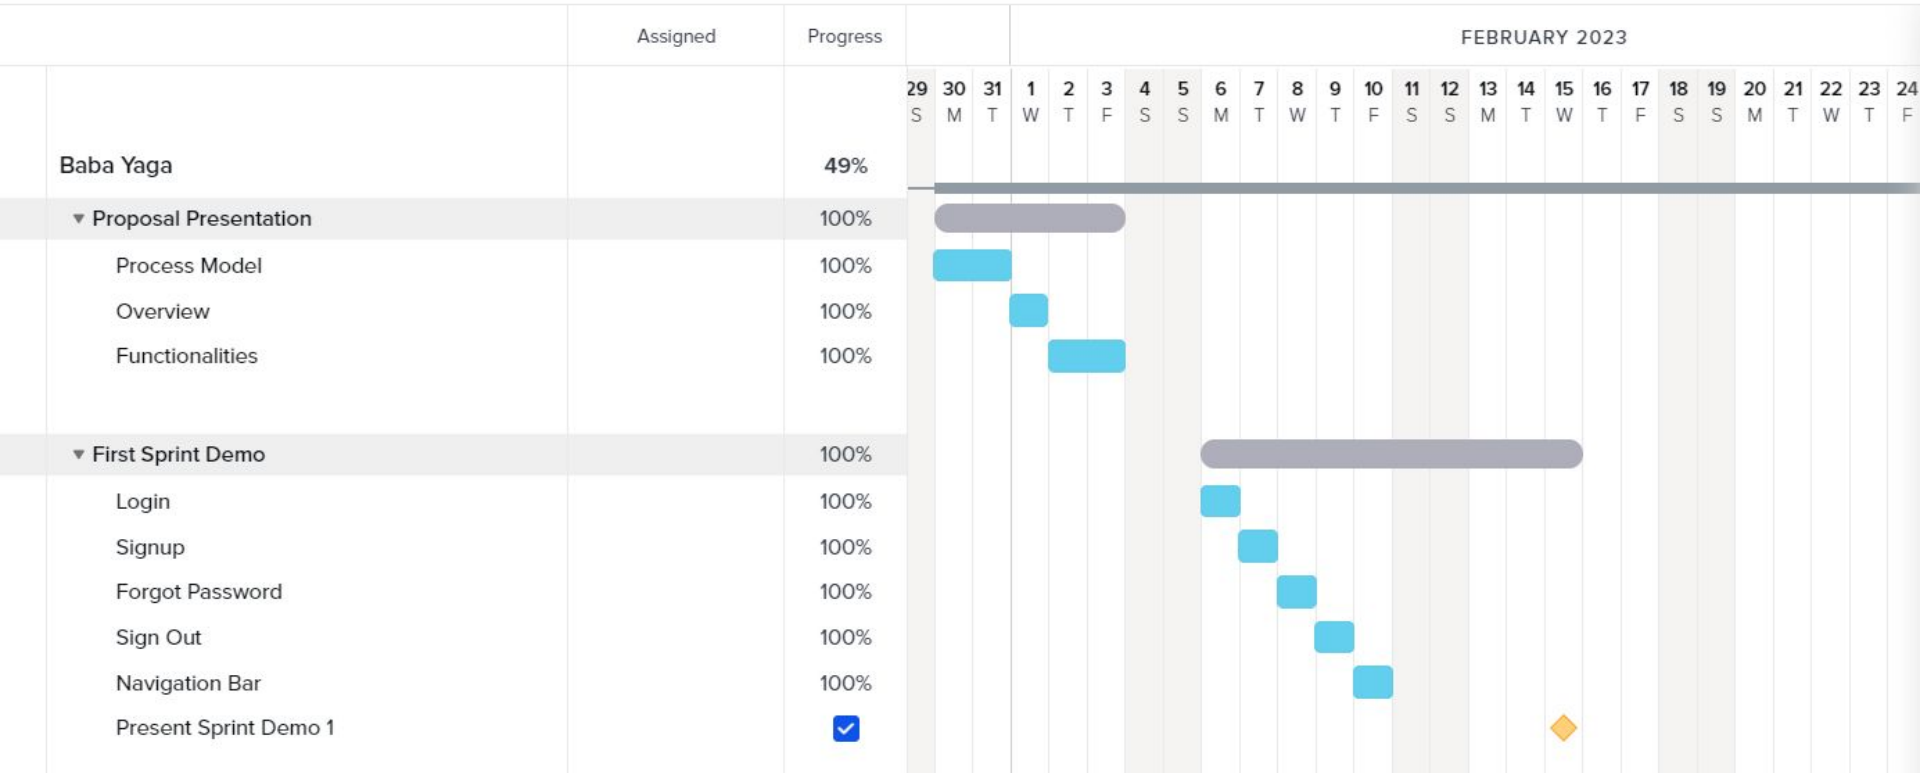 Assigned Progress FEBRUARY 2023
29 30 31 1 2 3 4 5 6 7 8 9 10 11 12 13 14 15 16 17 18 19 20 21 22 23 24
S M T W T F S S M T W T F S S M T W T F S S M T W T F
Baba Yaga 49%
Proposal Presentation 100%
Process Model 100%
Overview 100%
Functionalities 100%
First Sprint Demo 100%
Login 100%
Signup 100%
Forgot Password 100%
Sign Out 100%
Navigation Bar 100%
Present Sprint Demo 1